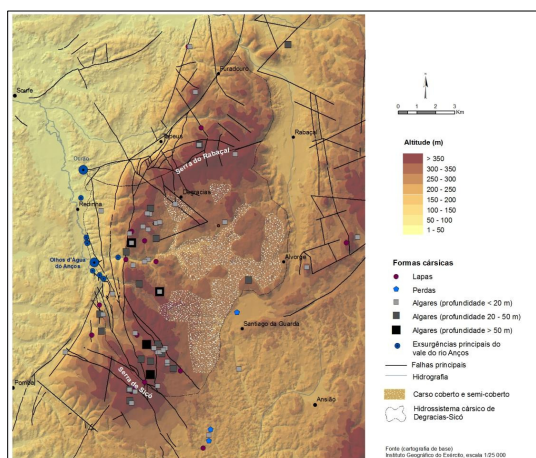 Furadouro
Soure
Rabaçal
Tapeus
Serra do Rabaçal
Ourão
Degracias
Redinha
Olhos d'Água
do Anços
Alvorge
Santiago da Guarda
Serra de Sicó
Pombal
Ansião
N
0 0,5 1 2 3
Km
Altitude (m)
> 350
300 - 350
250 - 300
200 - 250
150 - 200
100 - 150
50 - 100
1 - 50
Formas cársicas
Lapas
Perdas
Algares (profundidade < 20 m)
Algares (profundidade 20 - 50 m)
Algares (profundidade > 50 m)
Exsurgências principais do
vale do rio Anços
Falhas principais
Hidrografia
Carso coberto e semi-coberto
Hidrossistema cársico de
Degracias-Sicó
Fonte (cartografia de base)
Instituto Geográfico do Exército, escala 1/25 000